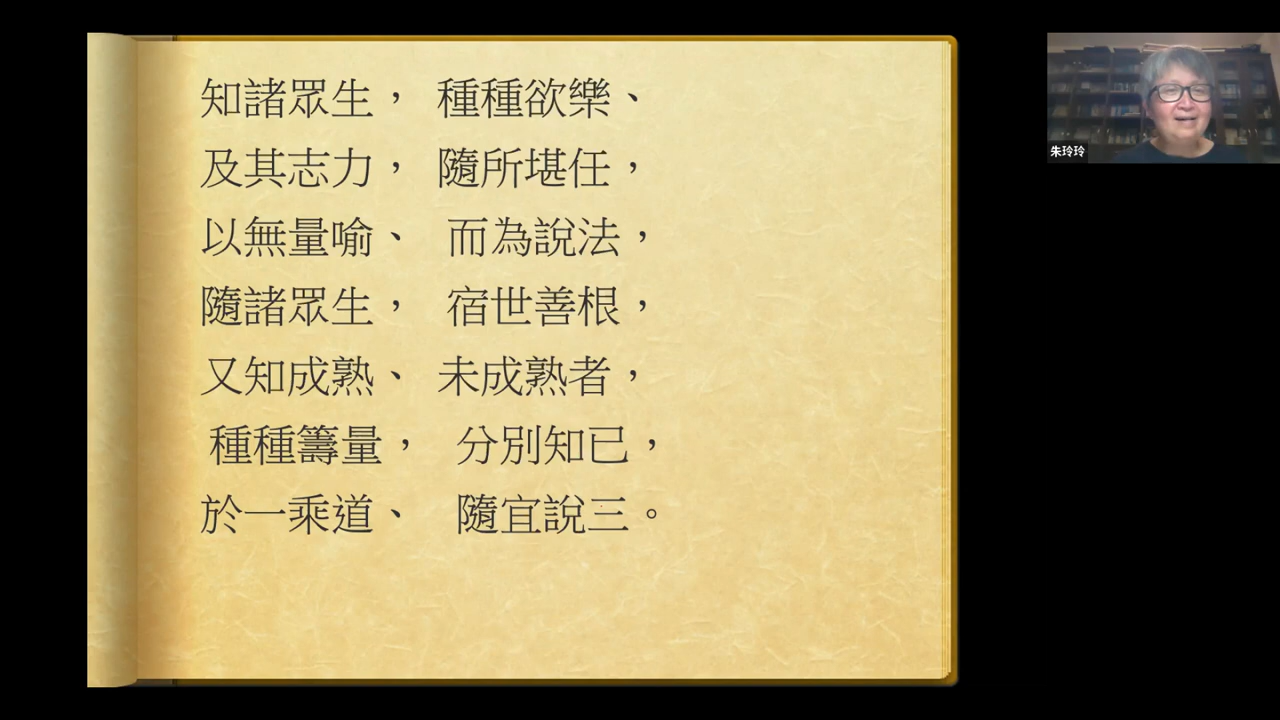 知諸眾生， 種種欲樂、
及其志力， 隨所堪任，
以無量喻、 而為說法，
隨諸眾生， 宿世善根，
又知成熟、 未成熟者，
種種籌量， 分別知已，
於一乘道、 隨宜說三。
朱玲玲